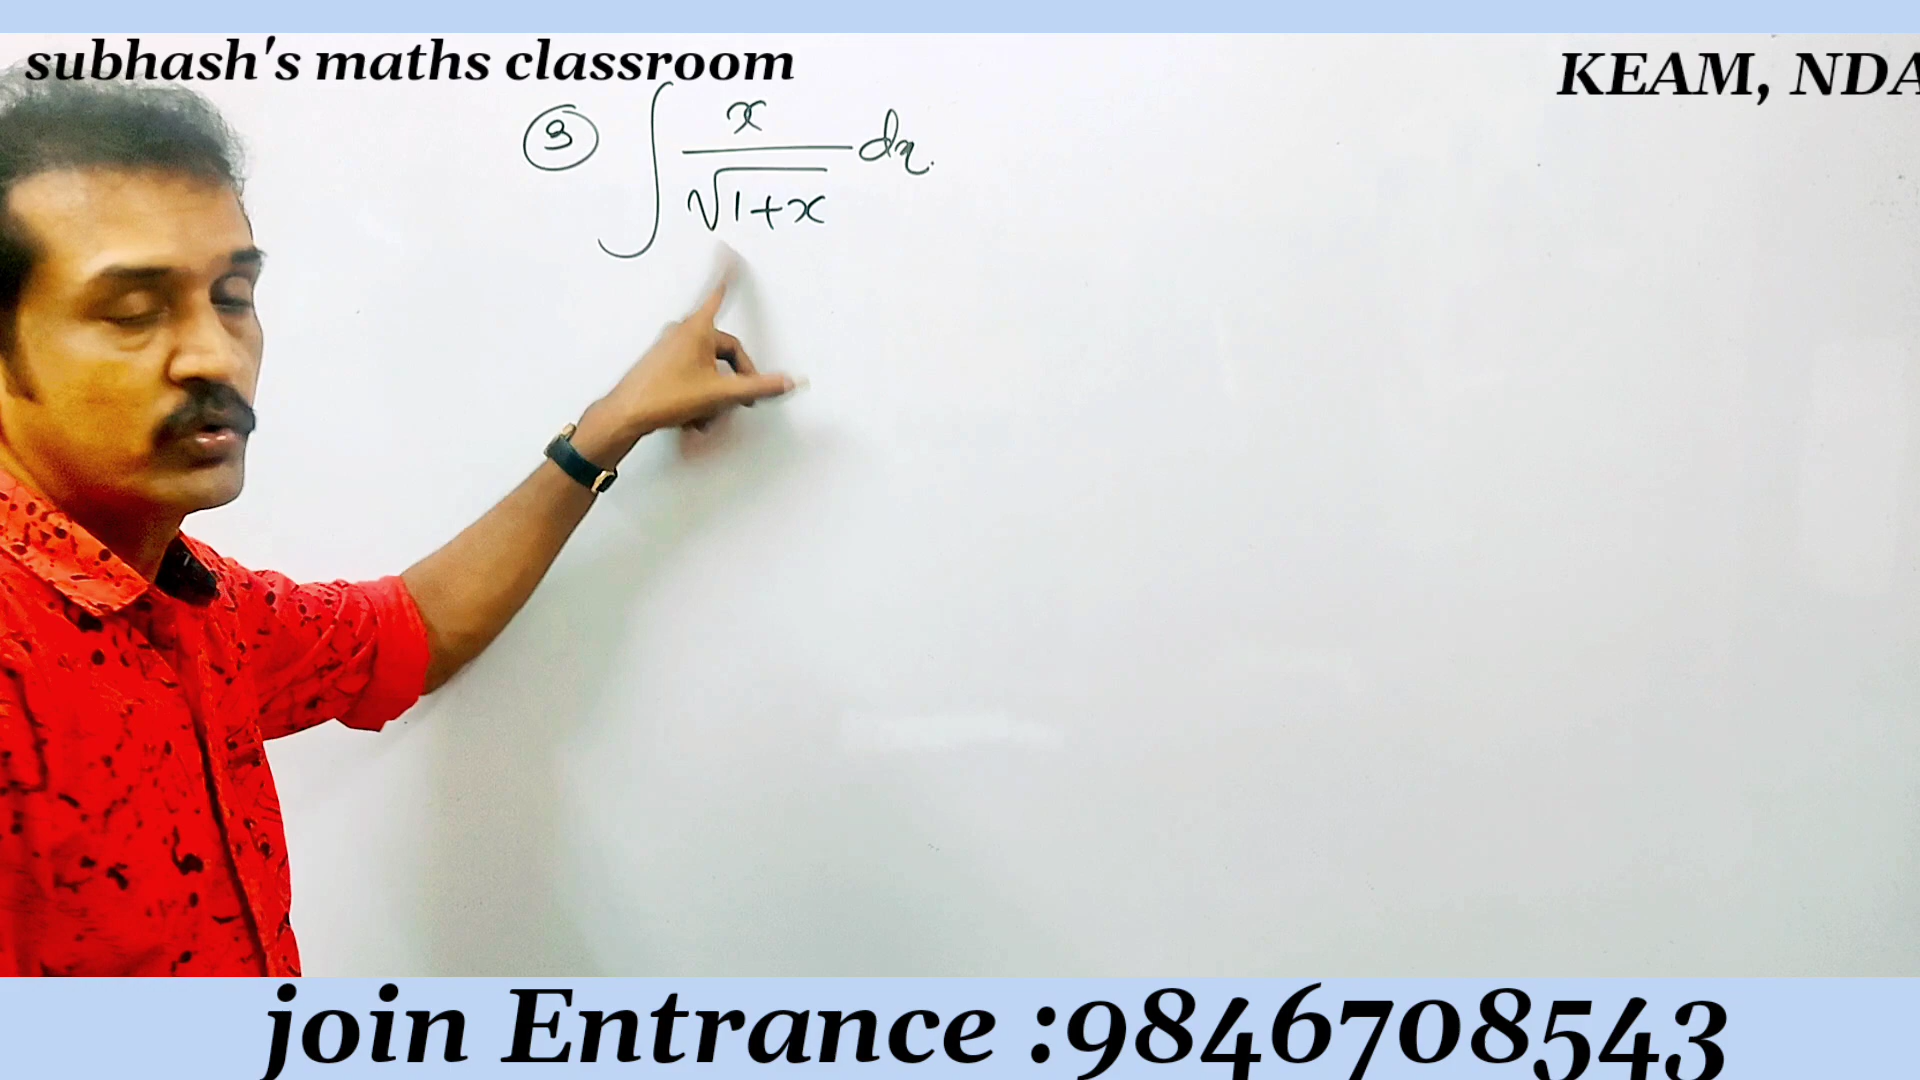 subhash's maths classroom
KEAM, NDA
③ ∫ x / √1+x dx.
join Entrance :9846708543